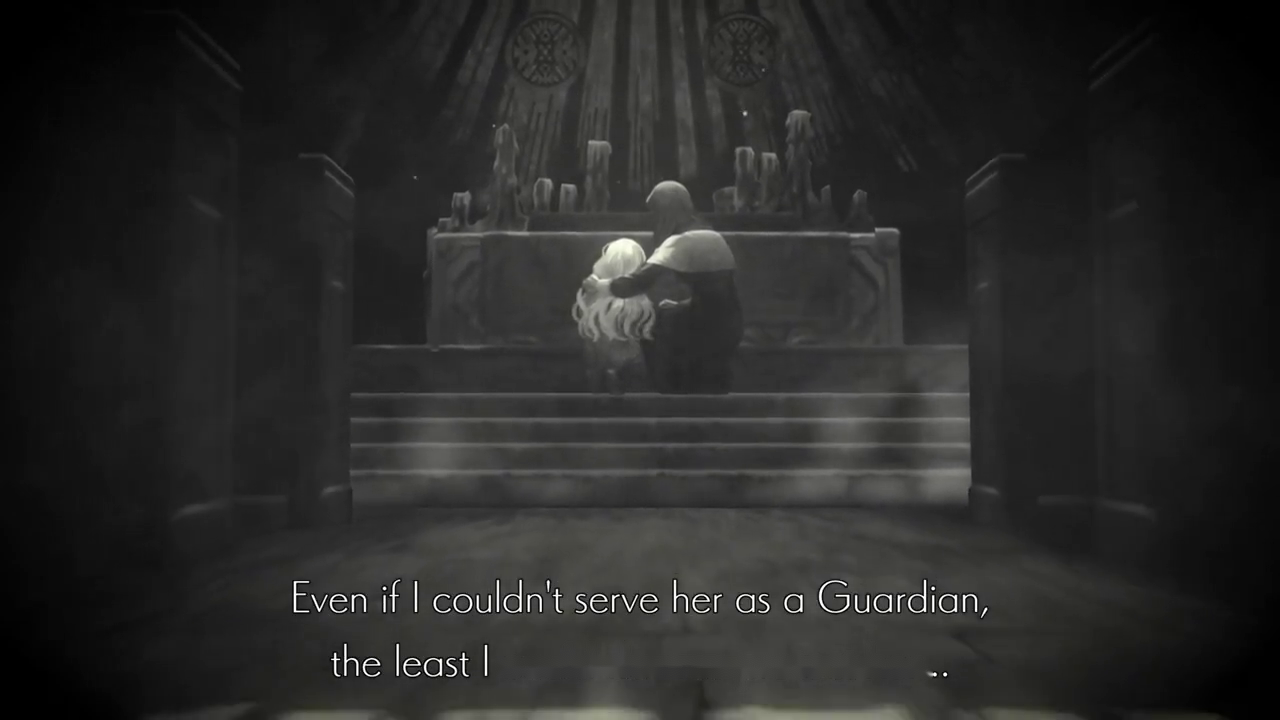 Even if I couldn't serve her as a Guardian,
the least I ..